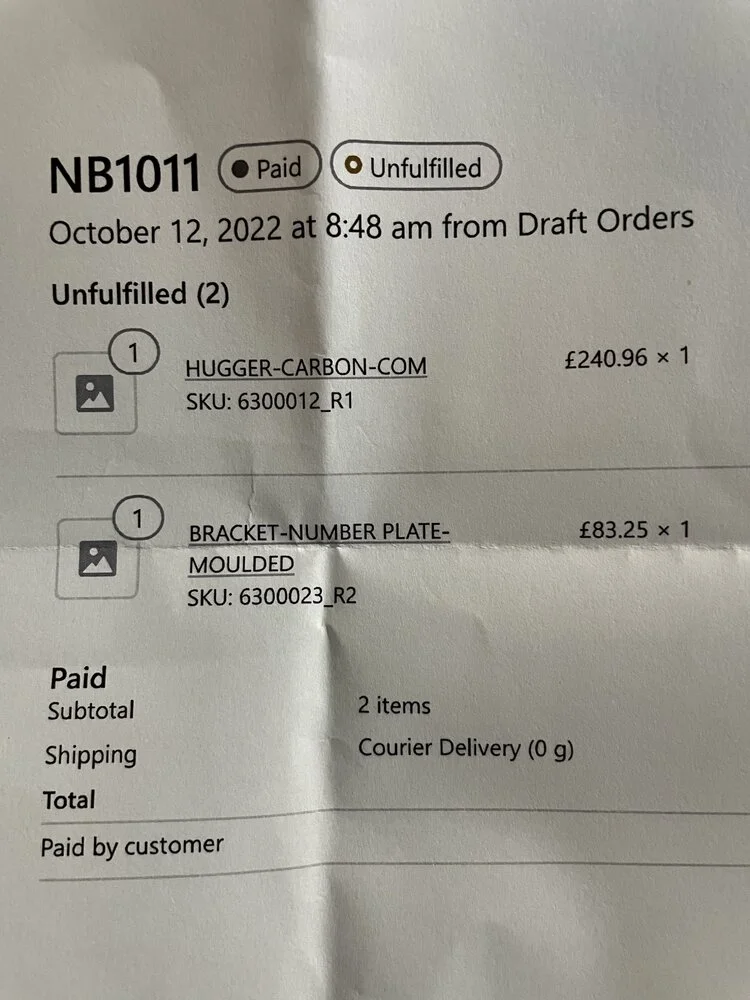 NB1011 Paid Unfulfilled
October 12, 2022 at 8:48 am from Draft Orders
Unfulfilled (2)
1
HUGGER-CARBON-COM £240.96 × 1
SKU: 6300012_R1
1
BRACKET-NUMBER PLATE- £83.25 × 1
MOULDED
SKU: 6300023_R2
Paid
Subtotal 2 items
Shipping Courier Delivery (0 g)
Total
Paid by customer